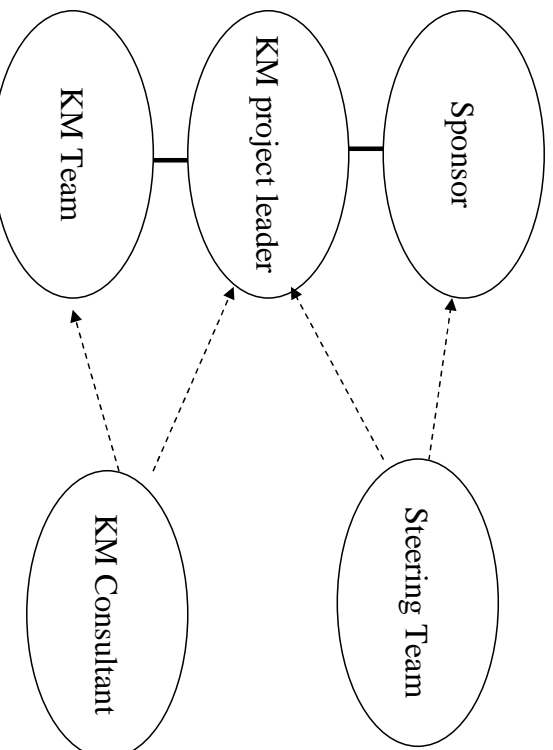 Sponsor
KM project leader
KM Team
Steering Team
KM Consultant